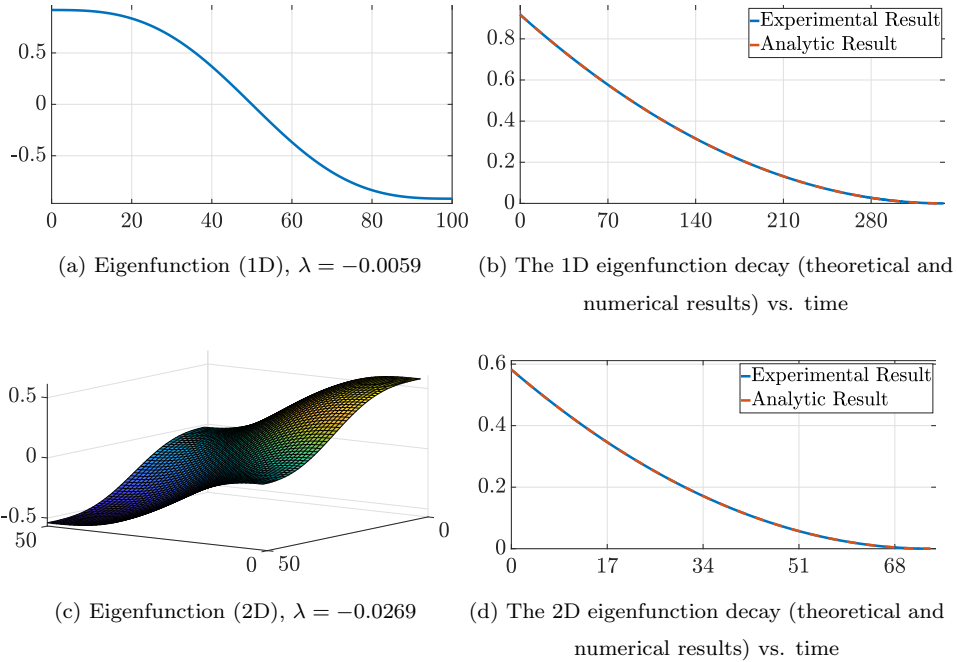 0.5
0
-0.5
0 20 40 60 80 100
(a) Eigenfunction (1D), λ = −0.0059
Experimental Result
Analytic Result
0.8
0.6
0.4
0.2
0
0 70 140 210 280
(b) The 1D eigenfunction decay (theoretical and
numerical results) vs. time
0.5
0
-0.5
50
0 50
0
(c) Eigenfunction (2D), λ = −0.0269
0.6
Experimental Result
Analytic Result
0.4
0.2
0
0 17 34 51 68
(d) The 2D eigenfunction decay (theoretical and
numerical results) vs. time